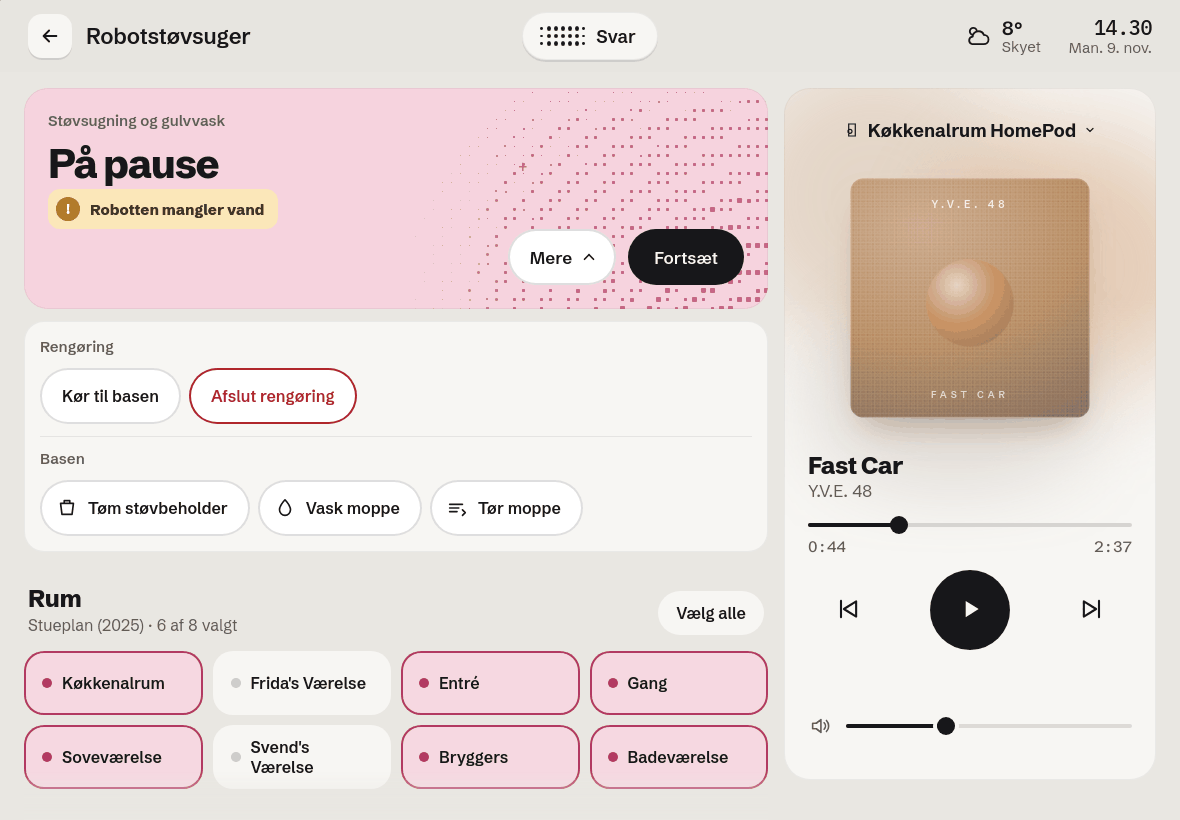 Robotstøvsuger
Svar
8°
Skyet
14.30
Man. 9. nov.
Støvsugning og gulvvask
På pause
! Robotten mangler vand
Mere
Fortsæt
Rengøring
Kør til basen
Afslut rengøring
Basen
Tøm støvbeholder
Vask moppe
Tør moppe
Rum
Stueplan (2025) · 6 af 8 valgt
Vælg alle
Køkkenalrum
Frida's Værelse
Entré
Gang
Soveværelse
Svend's
Værelse
Bryggers
Badeværelse
Køkkenalrum HomePod
Y.V.E. 48
FAST CAR
Fast Car
Y.V.E. 48
0:44
2:37